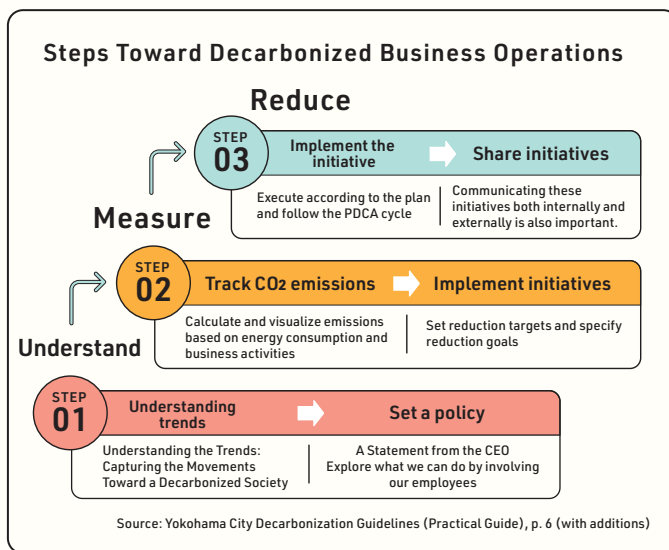 Steps Toward Decarbonized Business Operations
Reduce
STEP
03
Implement the
initiative
Share initiatives
Execute according to the plan
and follow the PDCA cycle
Communicating these
initiatives both internally and
externally is also important.
Measure
STEP
02
Track CO2 emissions
Implement initiatives
Calculate and visualize emissions
based on energy consumption and
business activities
Set reduction targets and specify
reduction goals
Understand
STEP
01
Understanding
trends
Set a policy
Understanding the Trends:
Capturing the Movements
Toward a Decarbonized Society
A Statement from the CEO
Explore what we can do by involving
our employees
Source: Yokohama City Decarbonization Guidelines (Practical Guide), p. 6 (with additions)